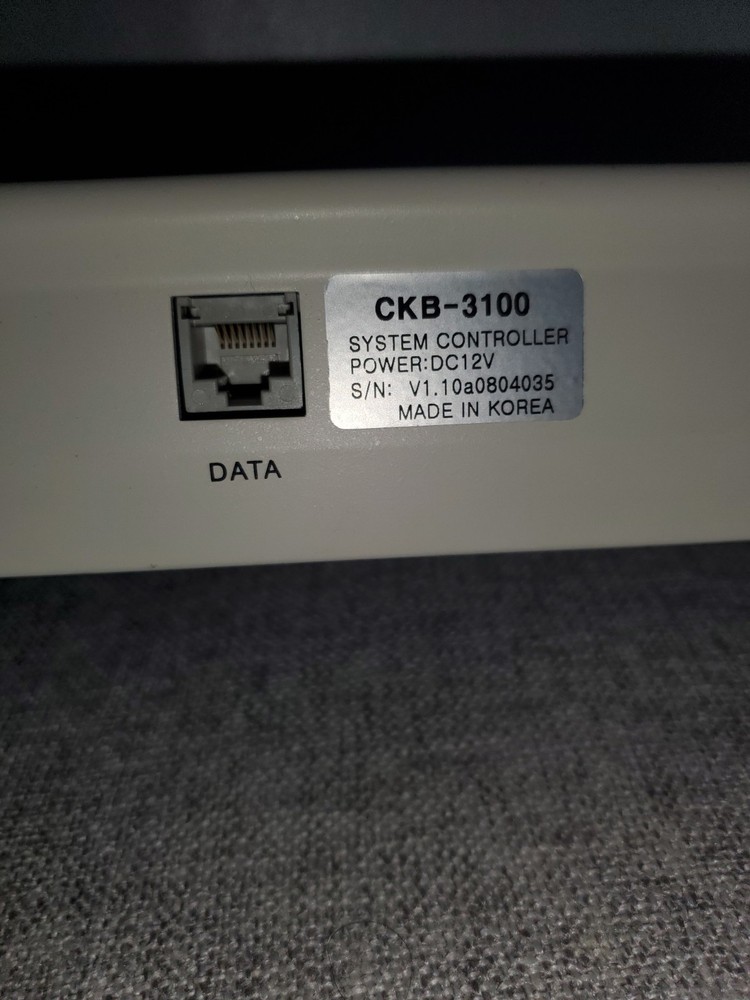 CKB-3100
SYSTEM CONTROLLER
POWER:DC12V
S/N: V1.10a0804035
MADE IN KOREA
DATA